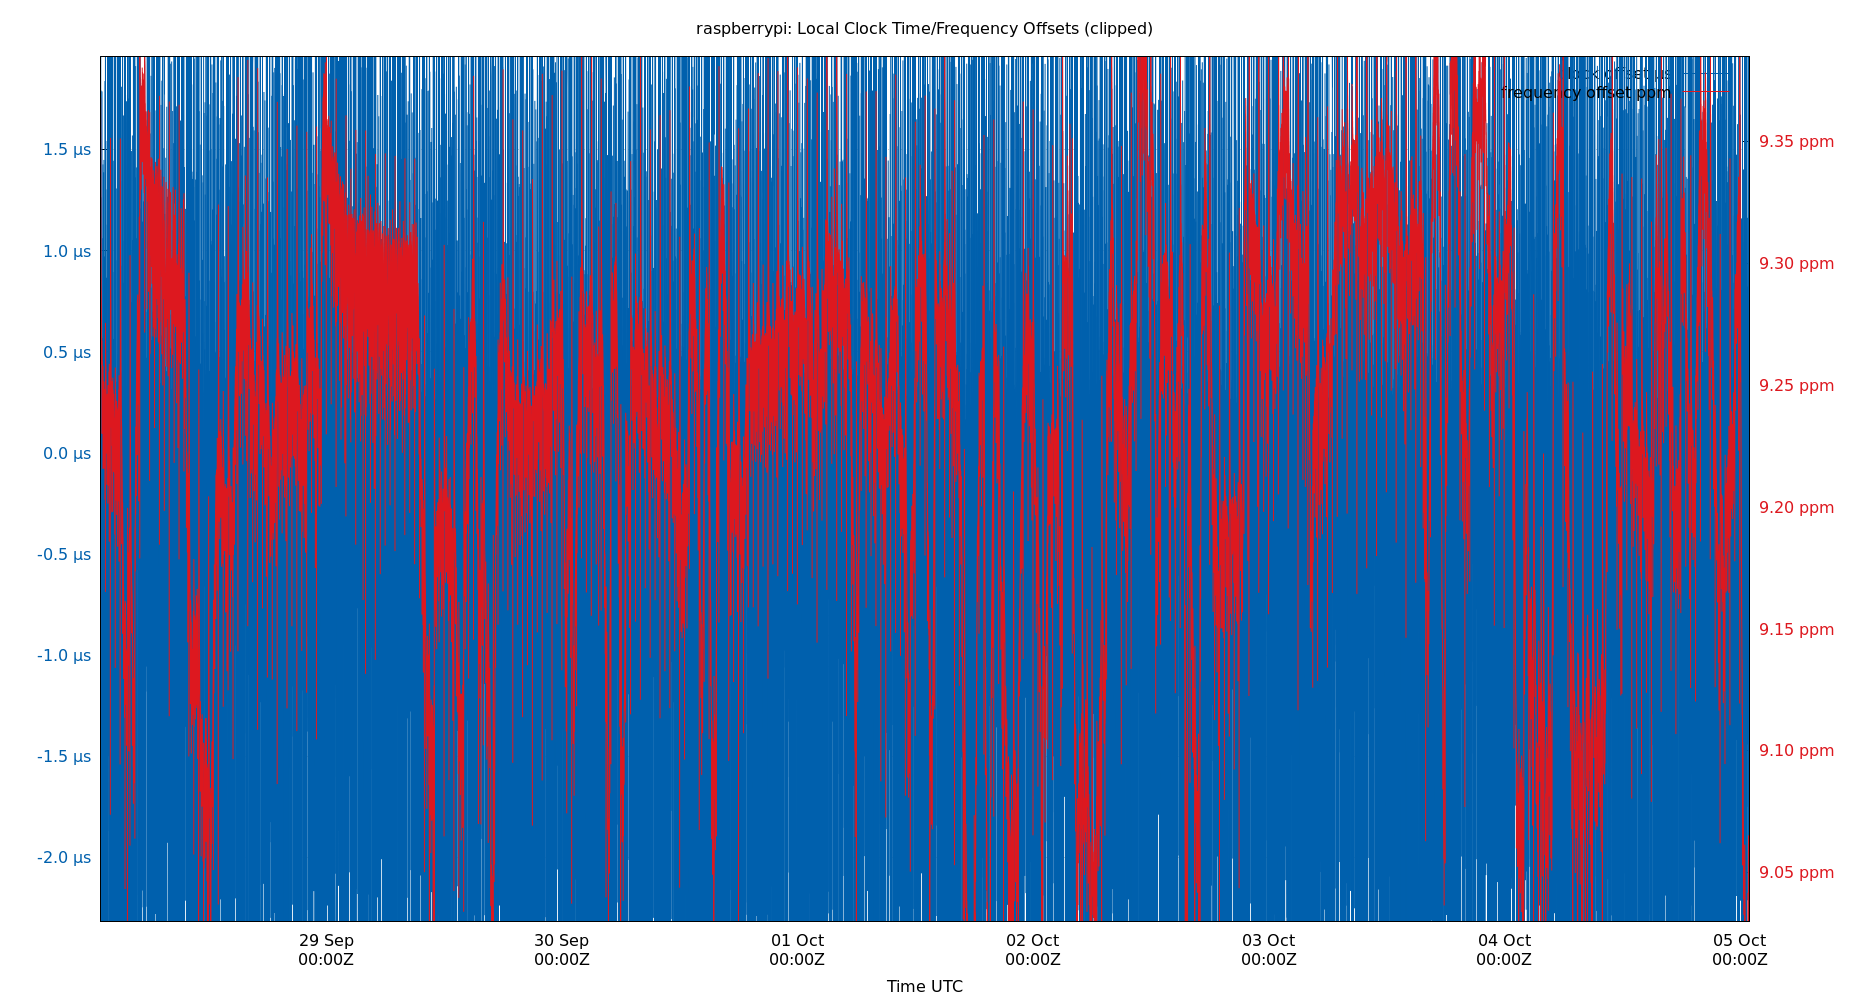 raspberrypi: Local Clock Time/Frequency Offsets (clipped)
clock offset µs
frequency offset ppm
1.5 µs
1.0 µs
0.5 µs
0.0 µs
-0.5 µs
-1.0 µs
-1.5 µs
-2.0 µs
9.35 ppm
9.30 ppm
9.25 ppm
9.20 ppm
9.15 ppm
9.10 ppm
9.05 ppm
29 Sep
00:00Z
30 Sep
00:00Z
01 Oct
00:00Z
02 Oct
00:00Z
03 Oct
00:00Z
04 Oct
00:00Z
05 Oct
00:00Z
Time UTC